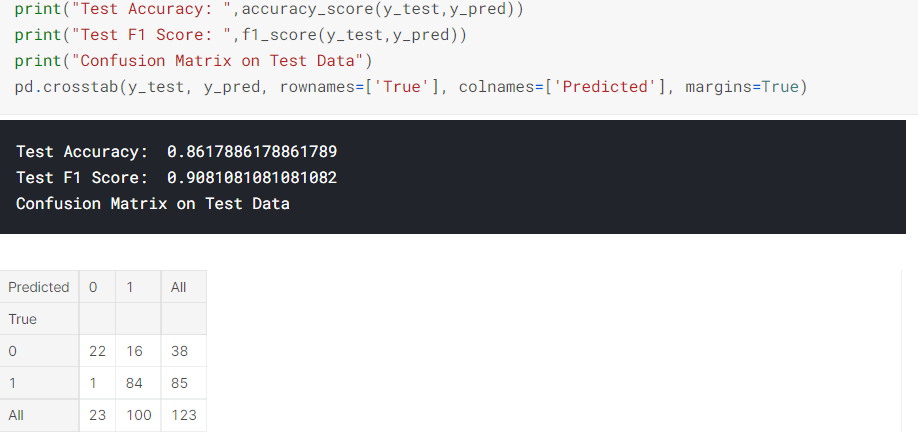 print("Test Accuracy: ",accuracy_score(y_test,y_pred))
print("Test F1 Score: ",f1_score(y_test,y_pred))
print("Confusion Matrix on Test Data")
pd.crosstab(y_test, y_pred, rownames=['True'], colnames=['Predicted'], margins=True)
Test Accuracy:  0.8617886178861789
Test F1 Score:  0.9081081081081082
Confusion Matrix on Test Data
Predicted 0 1 All
True
0 22 16 38
1 1 84 85
All 23 100 123